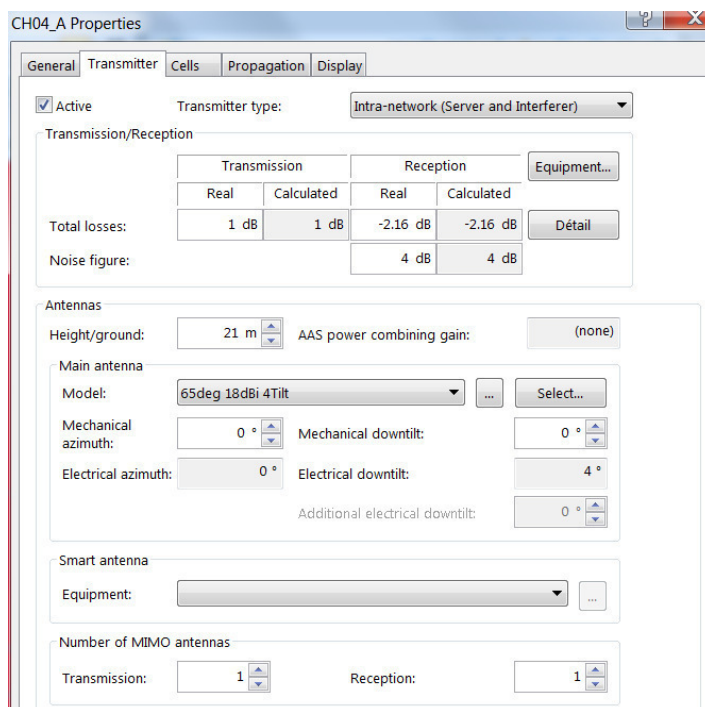 CH04_A Properties
General Transmitter Cells Propagation Display
Active Transmitter type: Intra-network (Server and Interferer)
Transmission/Reception
Transmission Reception Equipment...
Real Calculated Real Calculated
Total losses: 1 dB 1 dB -2.16 dB -2.16 dB Détail
Noise figure: 4 dB 4 dB
Antennas
Height/ground: 21 m AAS power combining gain: (none)
Main antenna
Model: 65deg 18dBi 4Tilt ... Select...
Mechanical
azimuth: 0 ° Mechanical downtilt: 0 °
Electrical azimuth: 0 ° Electrical downtilt: 4 °
Additional electrical downtilt: 0 °
Smart antenna
Equipment: ...
Number of MIMO antennas
Transmission: 1 Reception: 1